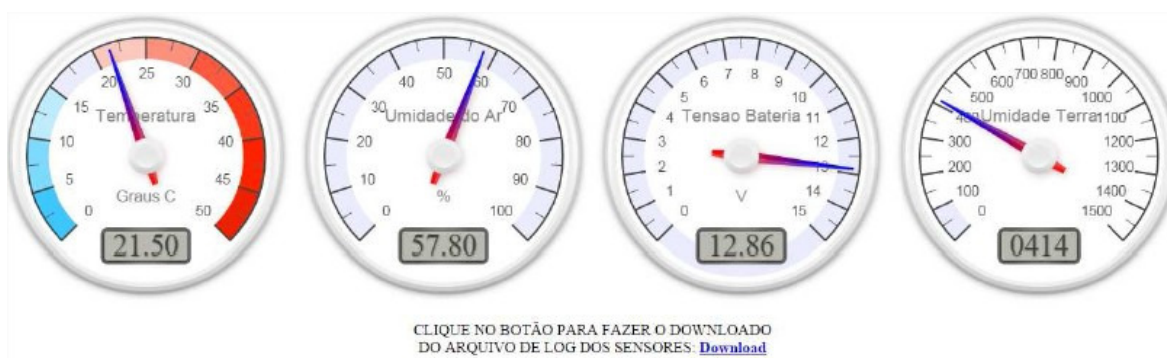 0 5 10 15 20 25 30 35 40 45 50
Temperatura
Graus C
21.50
0 10 20 30 40 50 60 70 80 90 100
Umidade do Ar
%
57.80
0 1 2 3 4 5 6 7 8 9 10 11 12 13 14 15
Tensao Bateria
V
12.86
0 100 200 300 400 500 600 700 800 900 1000 1100 1200 1300 1400 1500
Umidade Terra
0414
CLIQUE NO BOTÃO PARA FAZER O DOWNLOADO
DO ARQUIVO DE LOG DOS SENSORES: Download